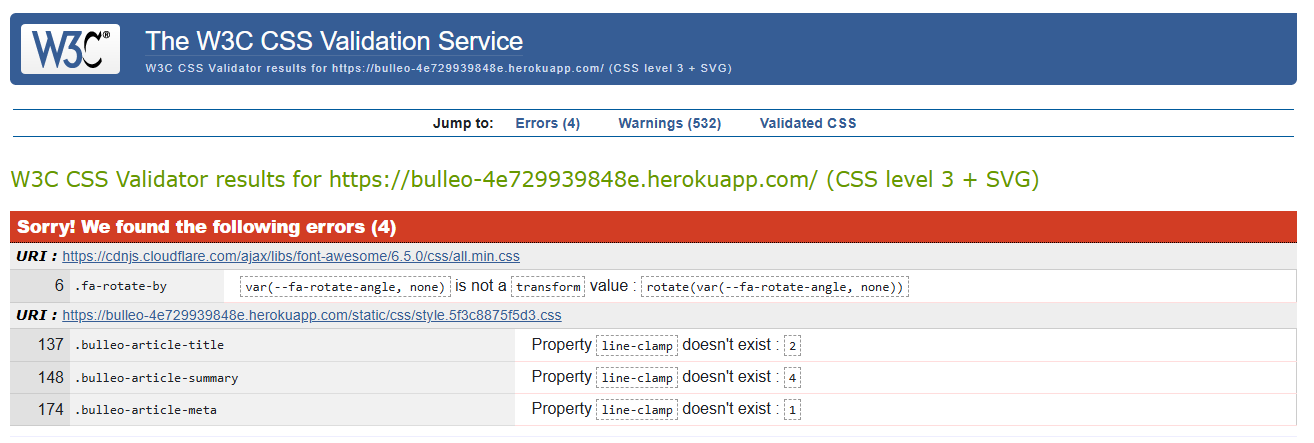 W3C® The W3C CSS Validation Service
W3C CSS Validator results for https://bulleo-4e729939848e.herokuapp.com/ (CSS level 3 + SVG)
Jump to: Errors (4) Warnings (532) Validated CSS
W3C CSS Validator results for https://bulleo-4e729939848e.herokuapp.com/ (CSS level 3 + SVG)
Sorry! We found the following errors (4)
URI : https://cdnjs.cloudflare.com/ajax/libs/font-awesome/6.5.0/css/all.min.css
6 .fa-rotate-by var(--fa-rotate-angle, none) is not a transform value : rotate(var(--fa-rotate-angle, none))
URI : https://bulleo-4e729939848e.herokuapp.com/static/css/style.5f3c8875f5d3.css
137 .bulleo-article-title Property line-clamp doesn't exist : 2
148 .bulleo-article-summary Property line-clamp doesn't exist : 4
174 .bulleo-article-meta Property line-clamp doesn't exist : 1